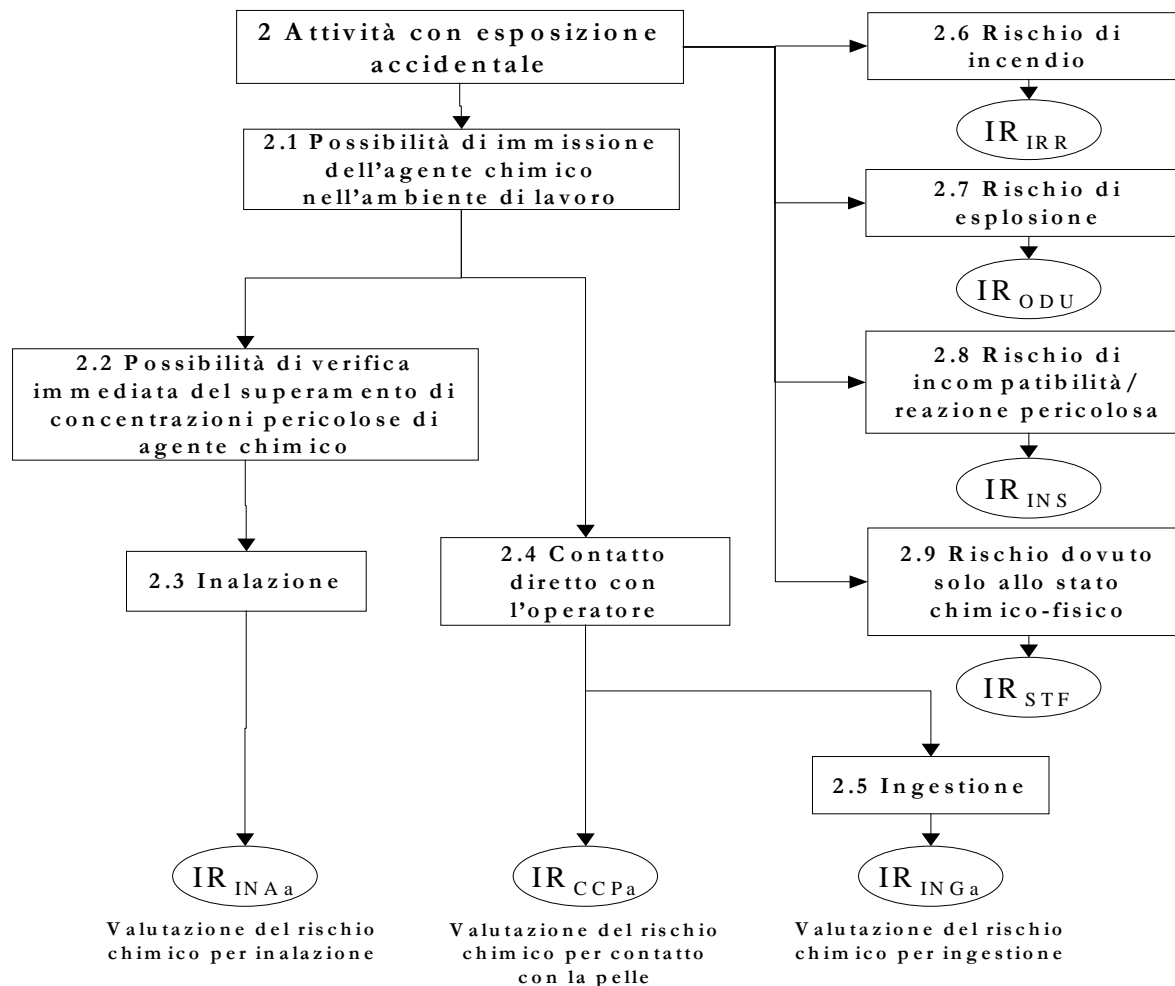 2 Attività con esposizione
accidentale
2.1 Possibilità di immissione
dell'agente chimico
nell'ambiente di lavoro
2.2 Possibilità di verifica
immediata del superamento di
concentrazioni pericolose di
agente chimico
2.3 Inalazione
2.4 Contatto
diretto con
l'operatore
2.5 Ingestione
2.6 Rischio di
incendio
IR IRR
2.7 Rischio di
esplosione
IR ODU
2.8 Rischio di
incompatibilità/
reazione pericolosa
IR INS
2.9 Rischio dovuto
solo allo stato
chimico-fisico
IR STF
IR INAa
Valutazione del rischio
chimico per inalazione
IR CCPa
Valutazione del rischio
chimico per contatto
con la pelle
IR INGa
Valutazione del rischio
chimico per ingestione